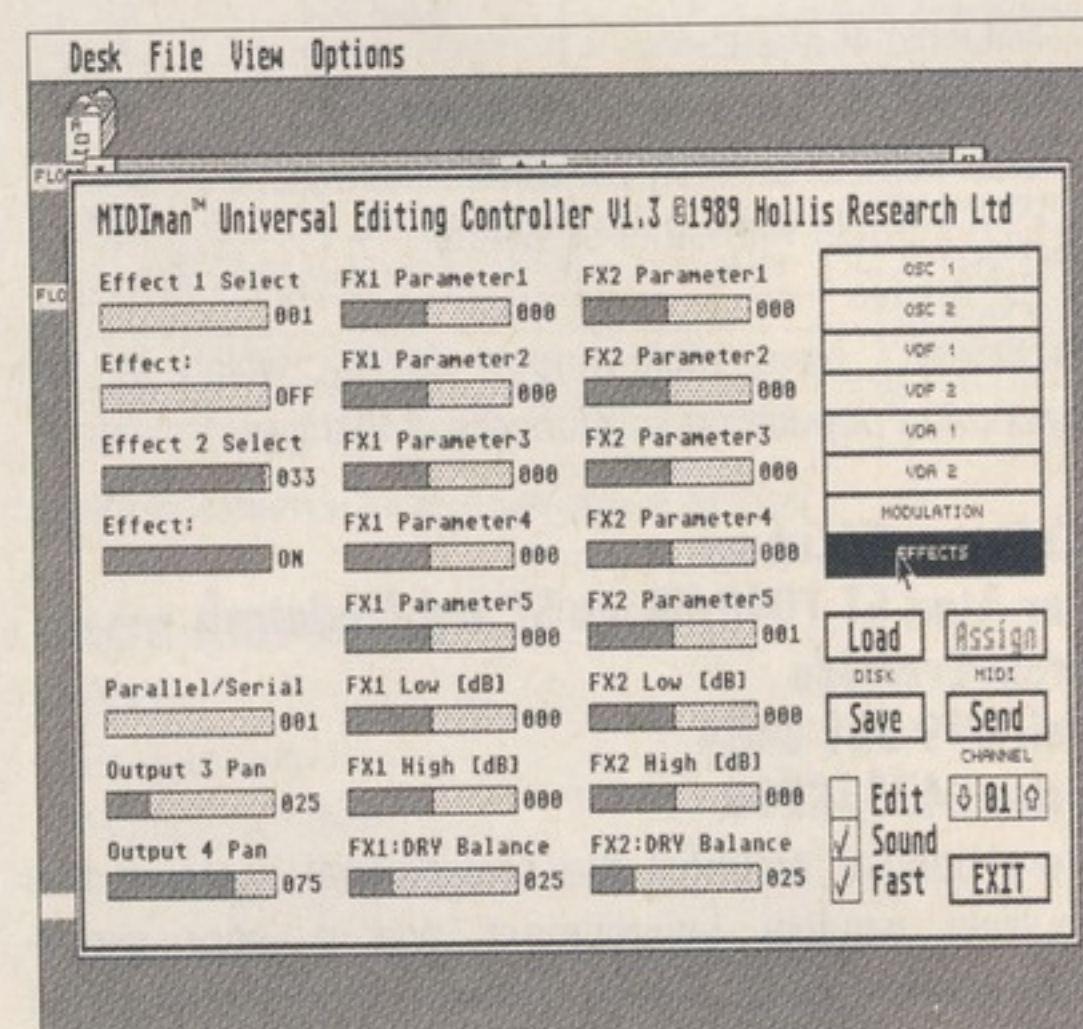 Desk File View Options
MIDIman™ Universal Editing Controller V1.3 ©1989 Hollis Research Ltd
Effect 1 Select
001
Effect:
OFF
Effect 2 Select
033
Effect:
ON
Parallel/Serial
001
Output 3 Pan
025
Output 4 Pan
075
FX1 Parameter1
000
FX1 Parameter2
000
FX1 Parameter3
000
FX1 Parameter4
000
FX1 Parameter5
000
FX1 Low [dB]
000
FX1 High [dB]
000
FX1:DRY Balance
025
FX2 Parameter1
000
FX2 Parameter2
000
FX2 Parameter3
000
FX2 Parameter4
000
FX2 Parameter5
001
FX2 Low [dB]
000
FX2 High [dB]
000
FX2:DRY Balance
025
OSC 1
OSC 2
VDF 1
VDF 2
VDA 1
VDA 2
MODULATION
EFFECTS
Load Assign
DISK MIDI
Save Send
CHANNEL
Edit 01
Sound
Fast EXIT